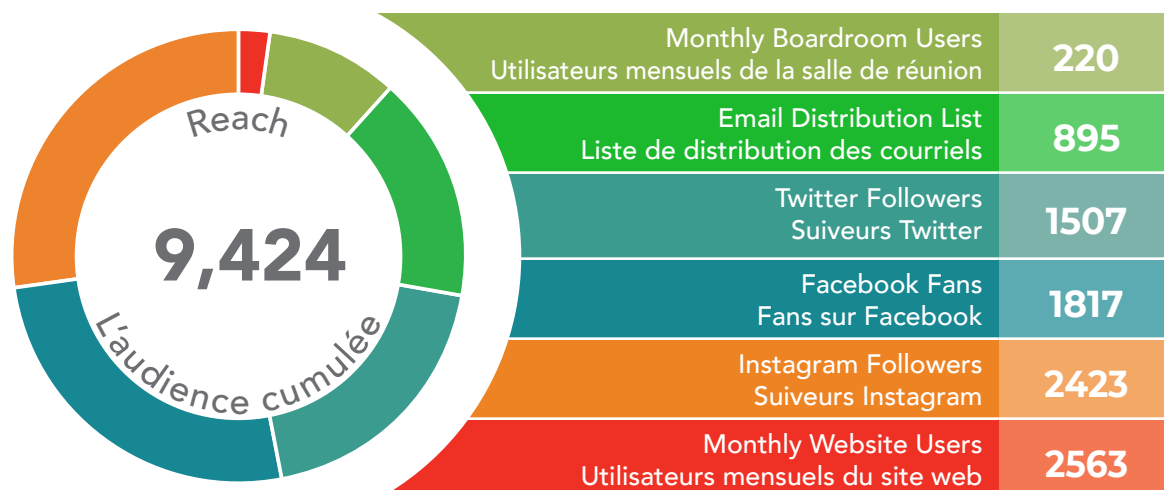 Reach
9,424
L'audience cumulée
Monthly Boardroom Users
Utilisateurs mensuels de la salle de réunion
220
Email Distribution List
Liste de distribution des courriels
895
Twitter Followers
Suiveurs Twitter
1507
Facebook Fans
Fans sur Facebook
1817
Instagram Followers
Suiveurs Instagram
2423
Monthly Website Users
Utilisateurs mensuels du site web
2563